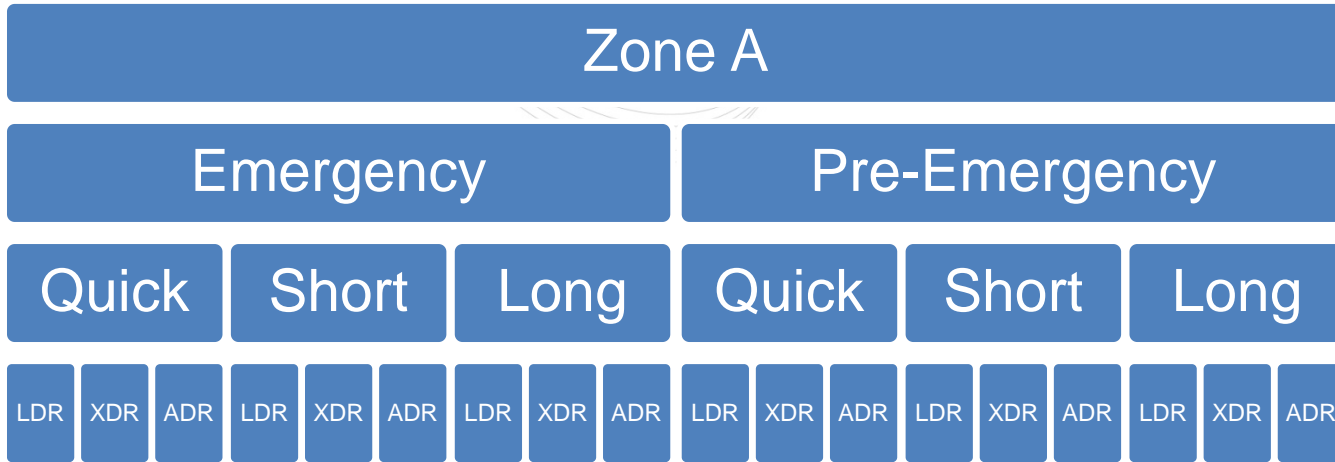 Zone A
Emergency Pre-Emergency
Quick Short Long Quick Short Long
LDR XDR ADR LDR XDR ADR LDR XDR ADR LDR XDR ADR LDR XDR ADR LDR XDR ADR